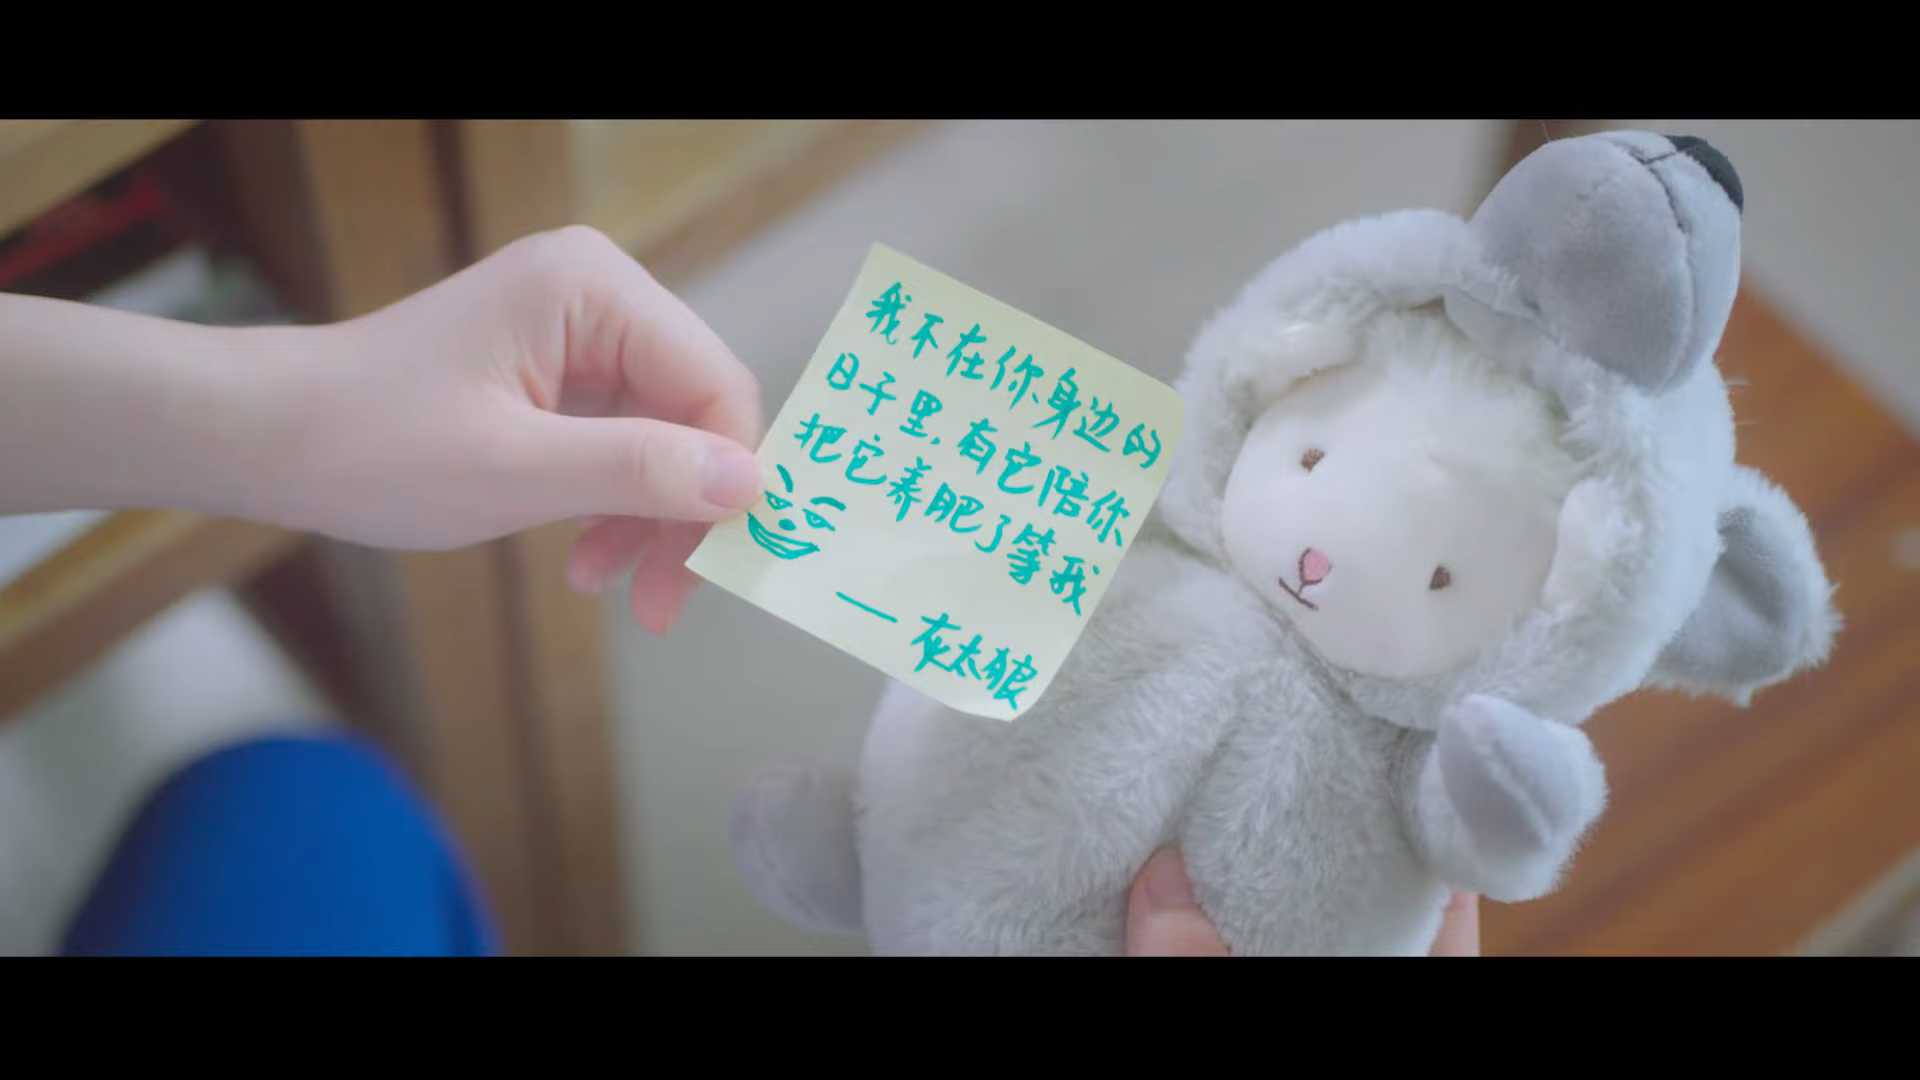 我不在你身边的
日子里,有它陪你
把它养肥了等我
—灰太狼